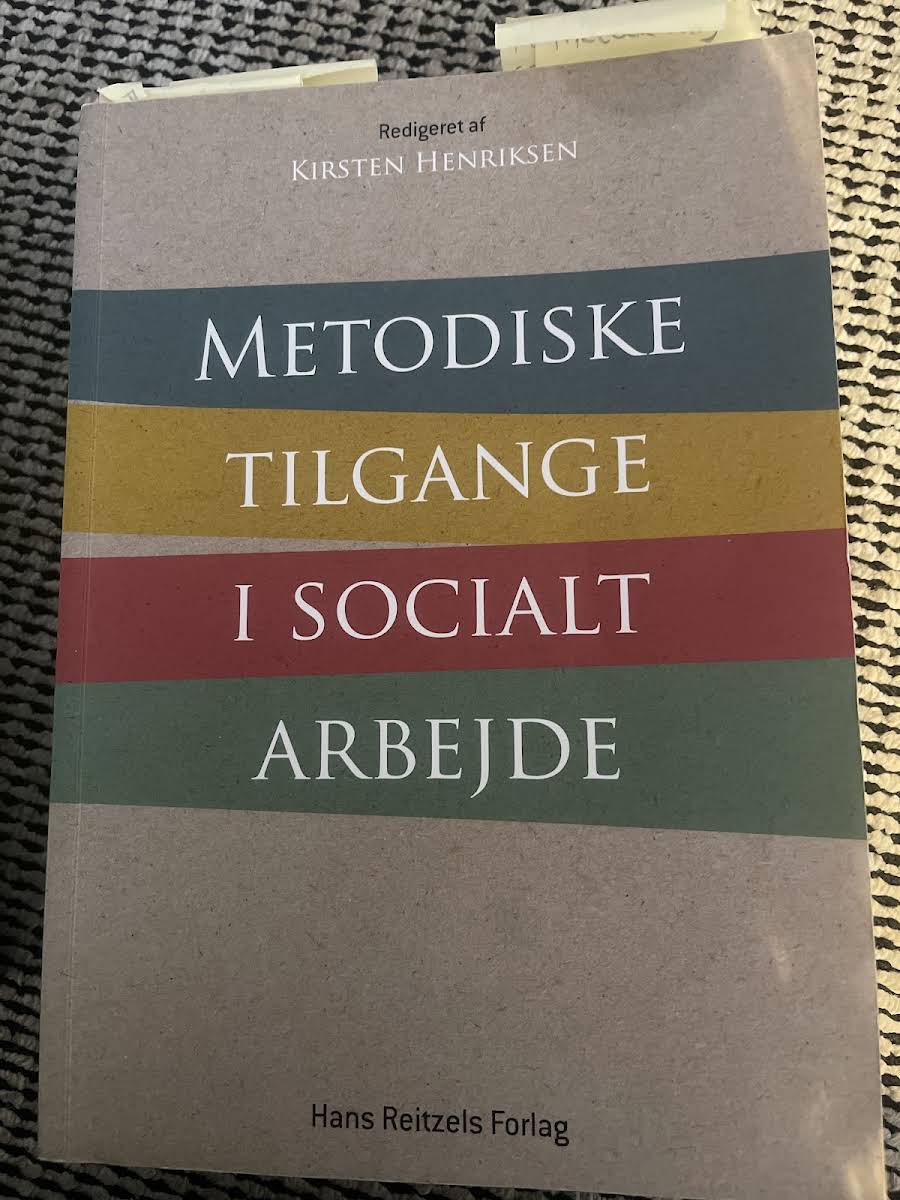 Redigeret af
KIRSTEN HENRIKSEN
METODISKE
TILGANGE
I SOCIALT
ARBEJDE
Hans Reitzels Forlag